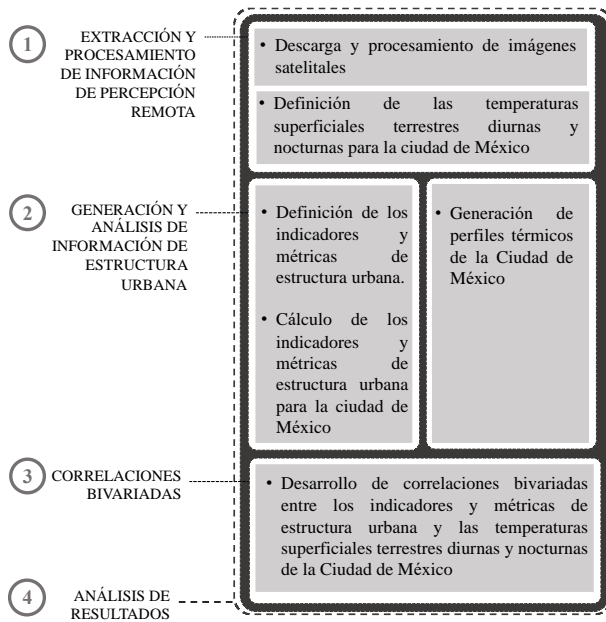 1
EXTRACCIÓN Y
PROCESAMIENTO
DE INFORMACIÓN
DE PERCEPCIÓN
REMOTA
• Descarga y procesamiento de imágenes
satelitales
• Definición de las temperaturas
superficiales terrestres diurnas y
nocturnas para la ciudad de México
2
GENERACIÓN Y
ANÁLISIS DE
INFORMACIÓN DE
ESTRUCTURA
URBANA
• Definición de los
indicadores y
métricas de
estructura urbana.
• Cálculo de los
indicadores y
métricas de
estructura urbana
para la ciudad de
México
• Generación de
perfiles térmicos
de la Ciudad de
México
3
CORRELACIONES
BIVARIADAS
• Desarrollo de correlaciones bivariadas
entre los indicadores y métricas de
estructura urbana y las temperaturas
superficiales terrestres diurnas y nocturnas
de la Ciudad de México
4
ANÁLISIS DE
RESULTADOS